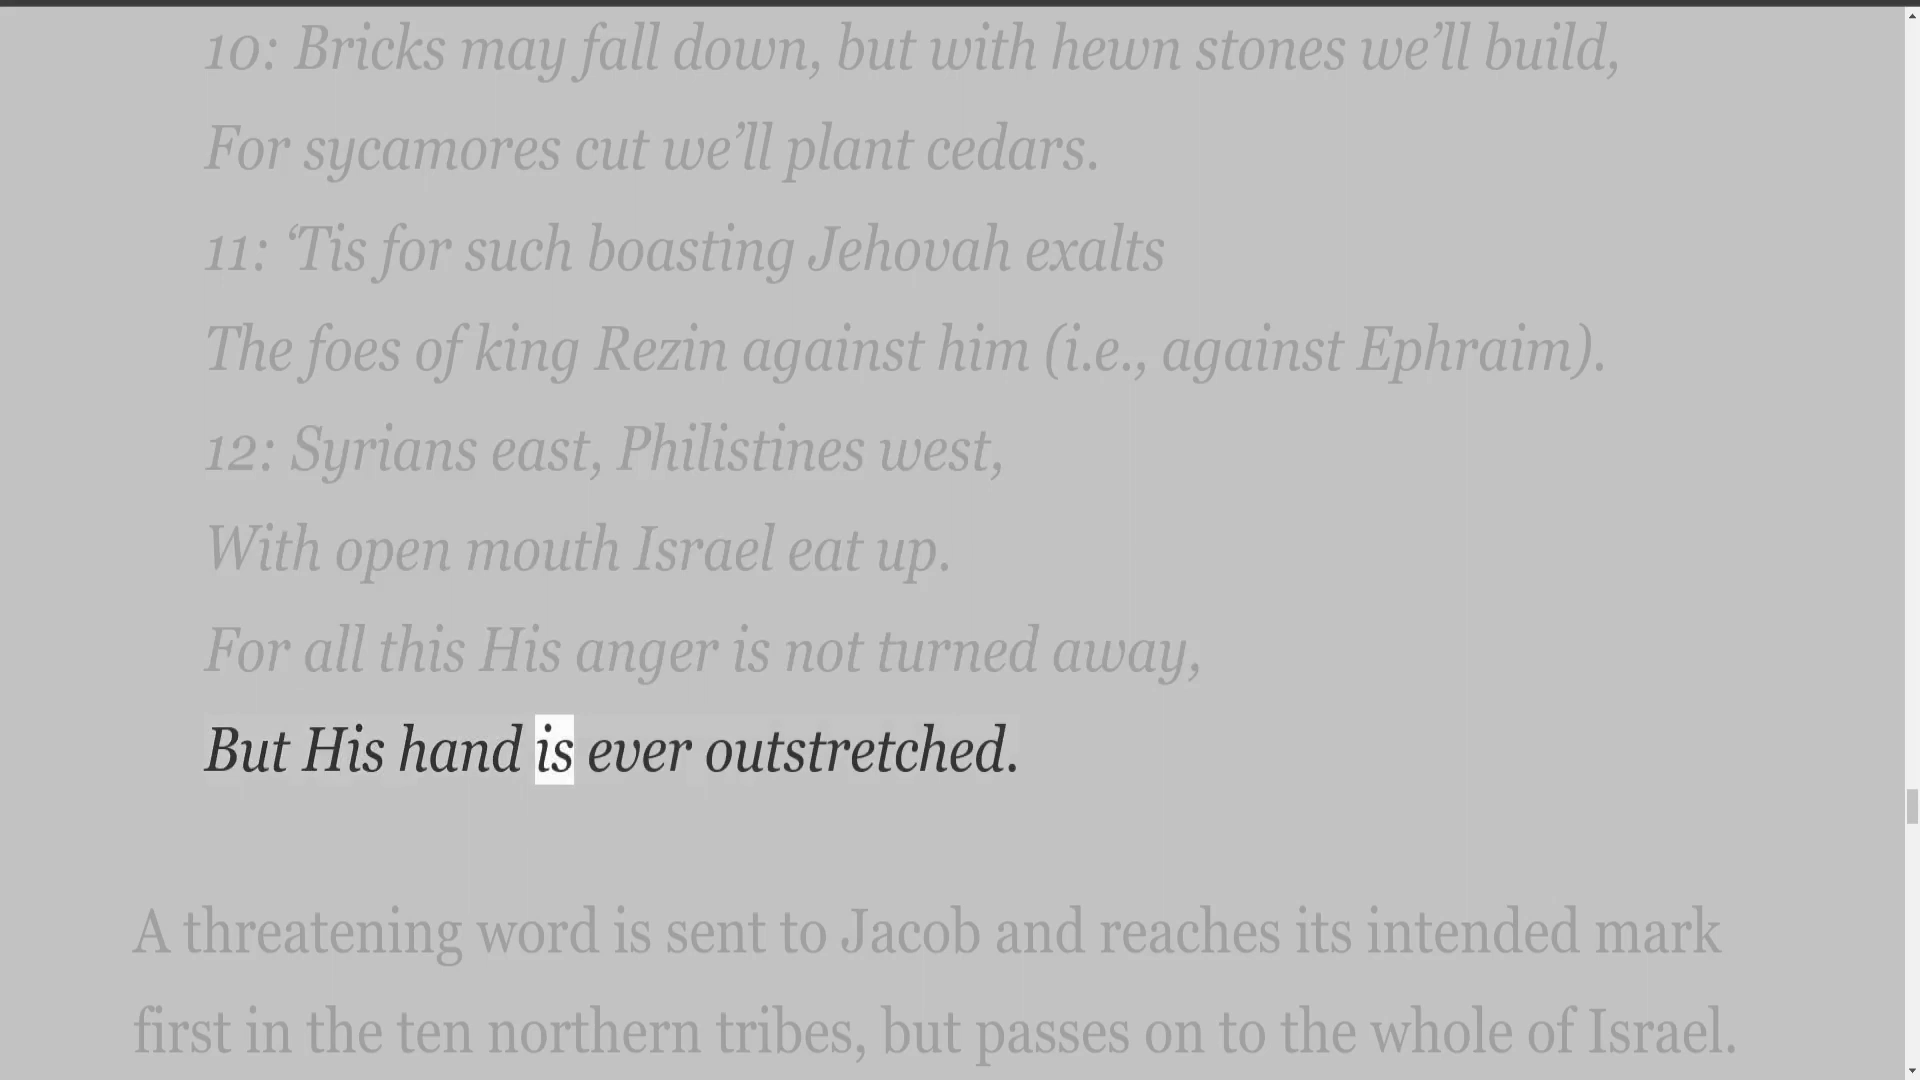 10: Bricks may fall down, but with hewn stones we’ll build,
For sycamores cut we’ll plant cedars.
11: ‘Tis for such boasting Jehovah exalts
The foes of king Rezin against him (i.e., against Ephraim).
12: Syrians east, Philistines west,
With open mouth Israel eat up.
For all this His anger is not turned away,
But His hand is ever outstretched.
A threatening word is sent to Jacob and reaches its intended mark
first in the ten northern tribes, but passes on to the whole of Israel.